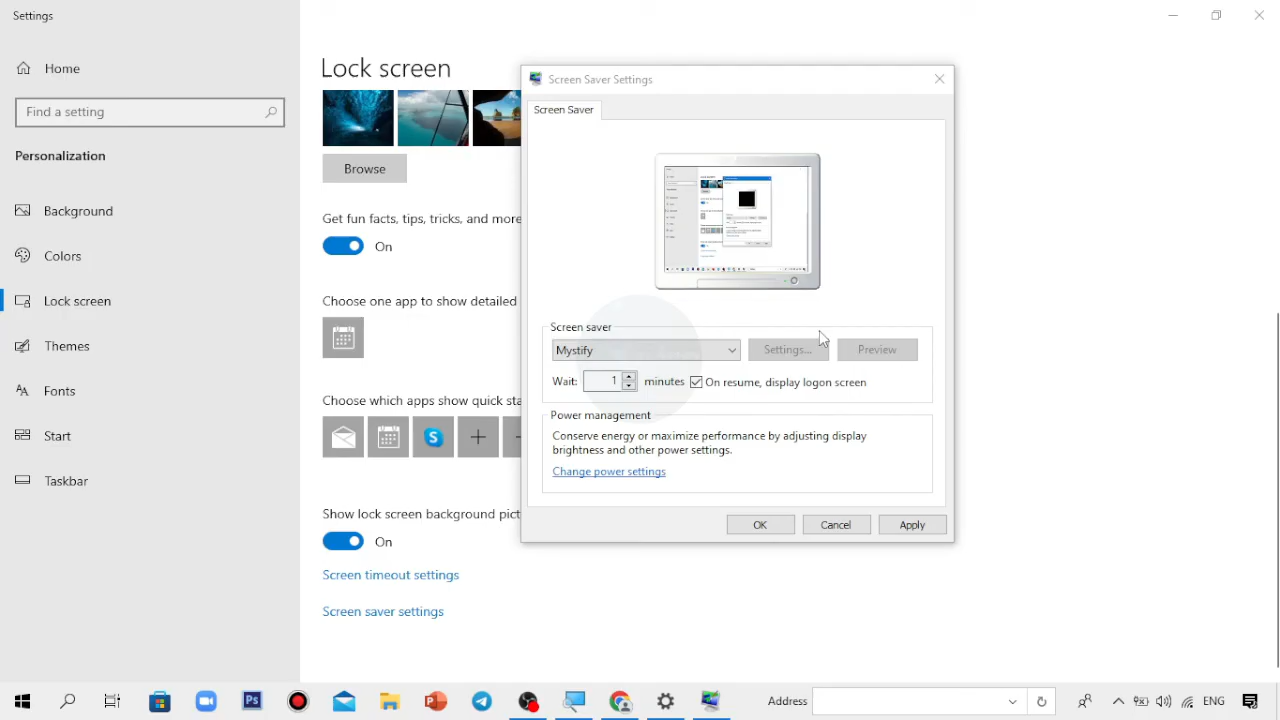 Settings
Home
Find a setting
Personalization
Background
Colors
Lock screen
Themes
Fonts
Start
Taskbar
Lock screen
Browse
Get fun facts, tips, tricks, and more
On
Choose one app to show detailed
Choose which apps show quick sta
Show lock screen background pict
On
Screen timeout settings
Screen saver settings
Screen Saver Settings
Screen Saver
Screen saver
Mystify
Settings...
Preview
Wait: 1 minutes On resume, display logon screen
Power management
Conserve energy or maximize performance by adjusting display
brightness and other power settings.
Change power settings
OK
Cancel
Apply
Ps
Address
ENG